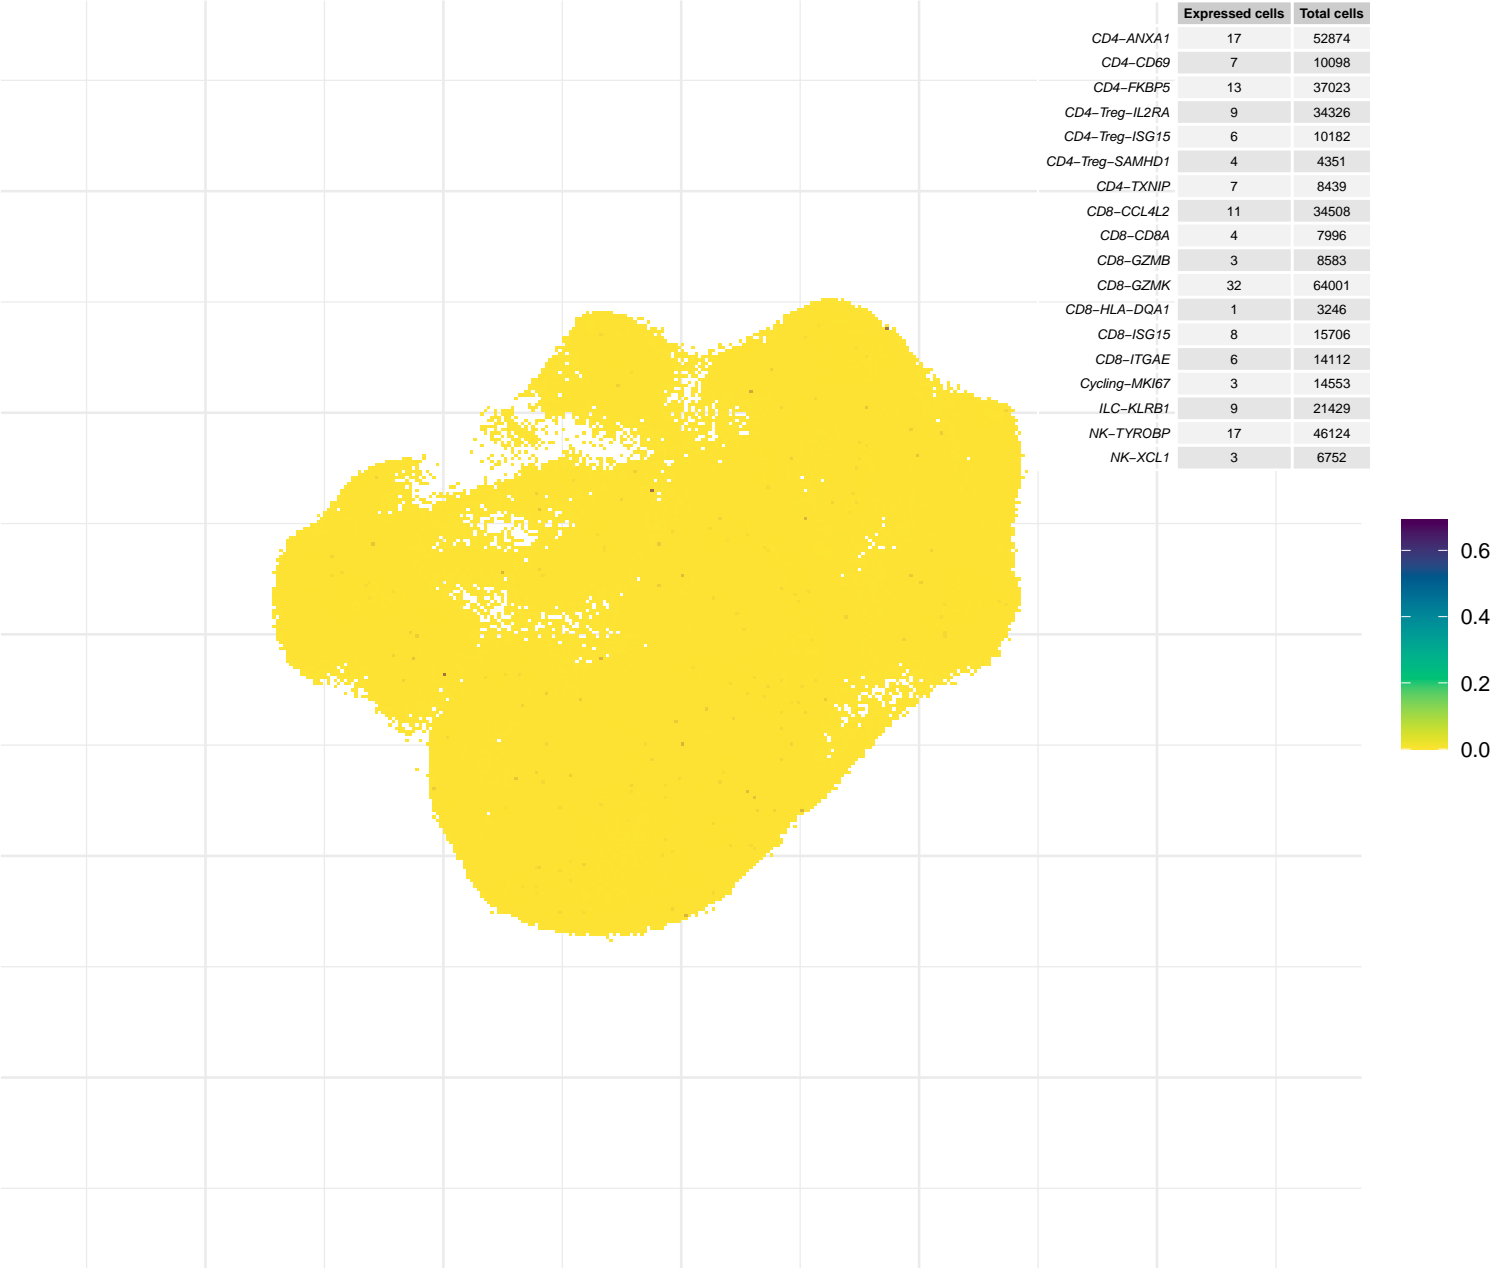 Expressed cells Total cells
CD4−ANXA1 17 52874
CD4−CD69 7 10098
CD4−FKBP5 13 37023
CD4−Treg−IL2RA 9 34326
CD4−Treg−ISG15 6 10182
CD4−Treg−SAMHD1 4 4351
CD4−TXNIP 7 8439
CD8−CCL4L2 11 34508
CD8−CD8A 4 7996
CD8−GZMB 3 8583
CD8−GZMK 32 64001
CD8−HLA−DQA1 1 3246
CD8−ISG15 8 15706
CD8−ITGAE 6 14112
Cycling−MKI67 3 14553
ILC−KLRB1 9 21429
NK−TYROBP 17 46124
NK−XCL1 3 6752
0.6
0.4
0.2
0.0